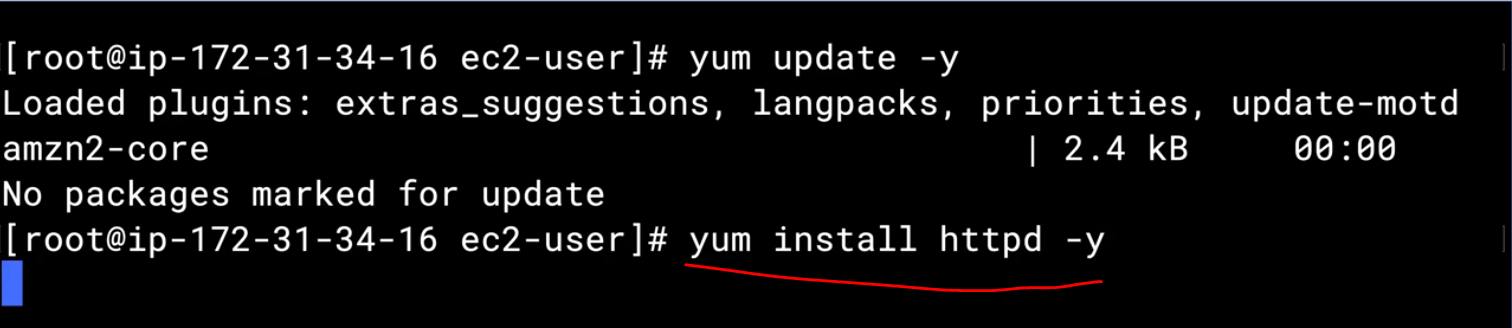 [root@ip-172-31-34-16 ec2-user]# yum update -y
Loaded plugins: extras_suggestions, langpacks, priorities, update-motd
amzn2-core | 2.4 kB 00:00
No packages marked for update
[root@ip-172-31-34-16 ec2-user]# yum install httpd -y